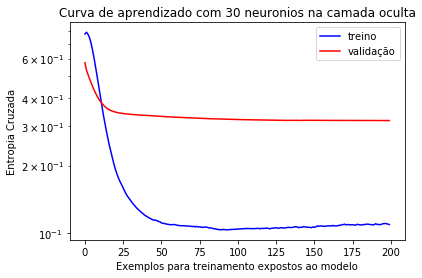 Curva de aprendizado com 30 neuronios na camada oculta
treino
validação
Entropia Cruzada
6 × 10⁻¹
4 × 10⁻¹
3 × 10⁻¹
2 × 10⁻¹
10⁻¹
0 25 50 75 100 125 150 175 200
Exemplos para treinamento expostos ao modelo